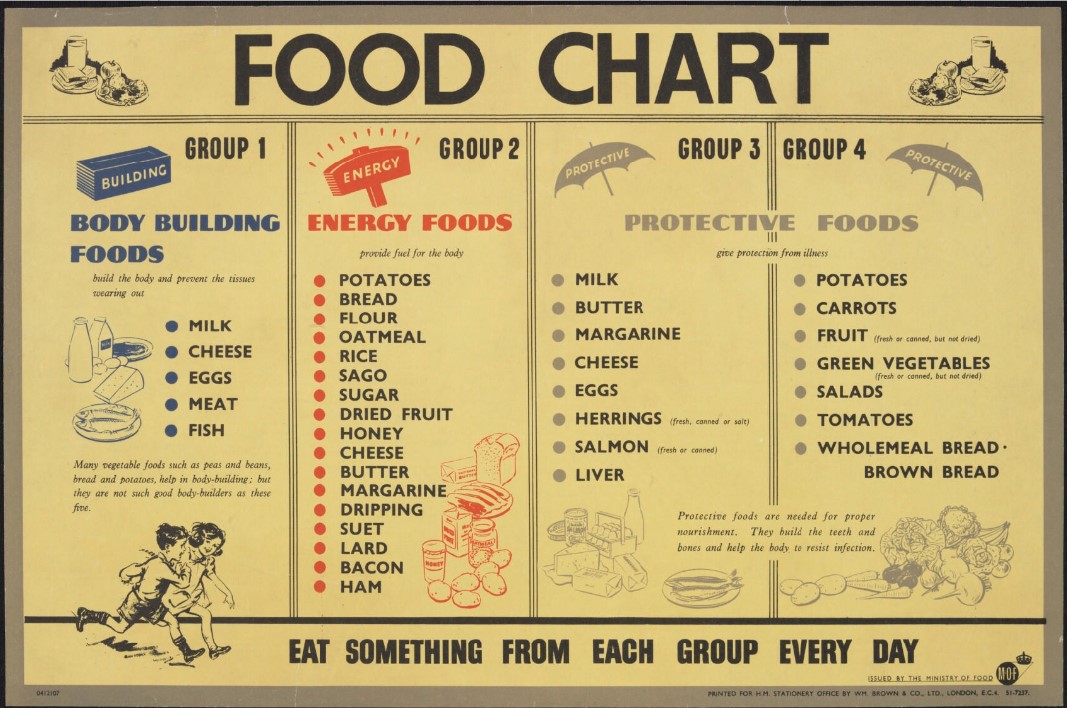 FOOD CHART
GROUP 1
BUILDING
BODY BUILDING
FOODS
build the body and prevent the tissues
wearing out
MILK
CHEESE
EGGS
MEAT
FISH
Many vegetable foods such as peas and beans,
bread and potatoes, help in body-building; but
they are not such good body-builders as these
five.
GROUP 2
ENERGY
ENERGY FOODS
provide fuel for the body
POTATOES
BREAD
FLOUR
OATMEAL
RICE
SAGO
SUGAR
DRIED FRUIT
HONEY
CHEESE
BUTTER
MARGARINE
DRIPPING
SUET
LARD
BACON
HAM
HONEY
GROUP 3
GROUP 4
PROTECTIVE
PROTECTIVE
PROTECTIVE FOODS
give protection from illness
MILK
BUTTER
MARGARINE
CHEESE
EGGS
HERRINGS (fresh, canned or salt)
SALMON (fresh or canned)
LIVER
POTATOES
CARROTS
FRUIT (fresh or canned, but not dried)
GREEN VEGETABLES
(fresh or canned, but not dried)
SALADS
TOMATOES
WHOLEMEAL BREAD ·
BROWN BREAD
Protective foods are needed for proper
nourishment. They build the teeth and
bones and help the body to resist infection.
EAT SOMETHING FROM EACH GROUP EVERY DAY
ISSUED BY THE MINISTRY OF FOOD
MOF
0412107
PRINTED FOR H.M. STATIONERY OFFICE BY WM. BROWN & CO., LTD., LONDON, E.C.4. 51-7257.